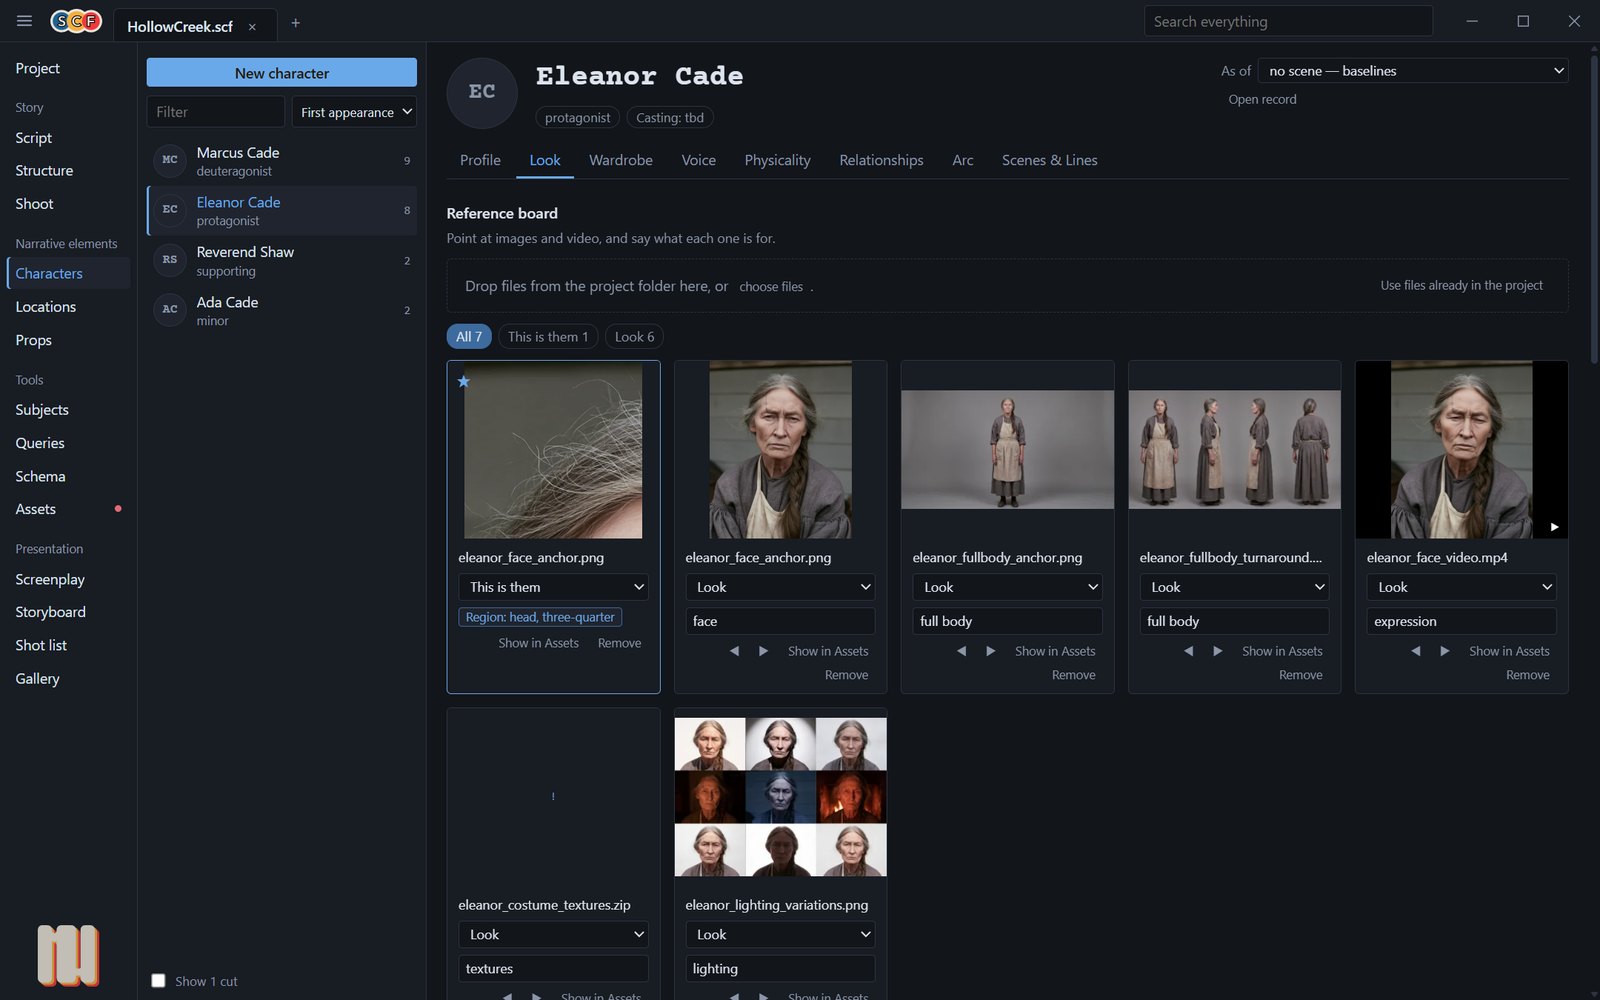 SCF
HollowCreek.scf
Search everything
Project
Story
Script
Structure
Shoot
Narrative elements
Characters
Locations
Props
Tools
Subjects
Queries
Schema
Assets
Presentation
Screenplay
Storyboard
Shot list
Gallery
New character
Filter
First appearance
MC
Marcus Cade
deuteragonist
9
EC
Eleanor Cade
protagonist
8
RS
Reverend Shaw
supporting
2
AC
Ada Cade
minor
2
Show 1 cut
EC
Eleanor Cade
protagonist
Casting: tbd
As of
no scene — baselines
Open record
Profile
Look
Wardrobe
Voice
Physicality
Relationships
Arc
Scenes & Lines
Reference board
Point at images and video, and say what each one is for.
Drop files from the project folder here, or choose files .
Use files already in the project
All 7
This is them 1
Look 6
eleanor_face_anchor.png
This is them
Region: head, three-quarter
Show in Assets
Remove
eleanor_face_anchor.png
Look
face
Show in Assets
Remove
eleanor_fullbody_anchor.png
Look
full body
Show in Assets
Remove
eleanor_fullbody_turnaround....
Look
full body
Show in Assets
Remove
eleanor_face_video.mp4
Look
expression
Show in Assets
Remove
!
eleanor_costume_textures.zip
Look
textures
Show in Assets
eleanor_lighting_variations.png
Look
lighting
Show in Assets